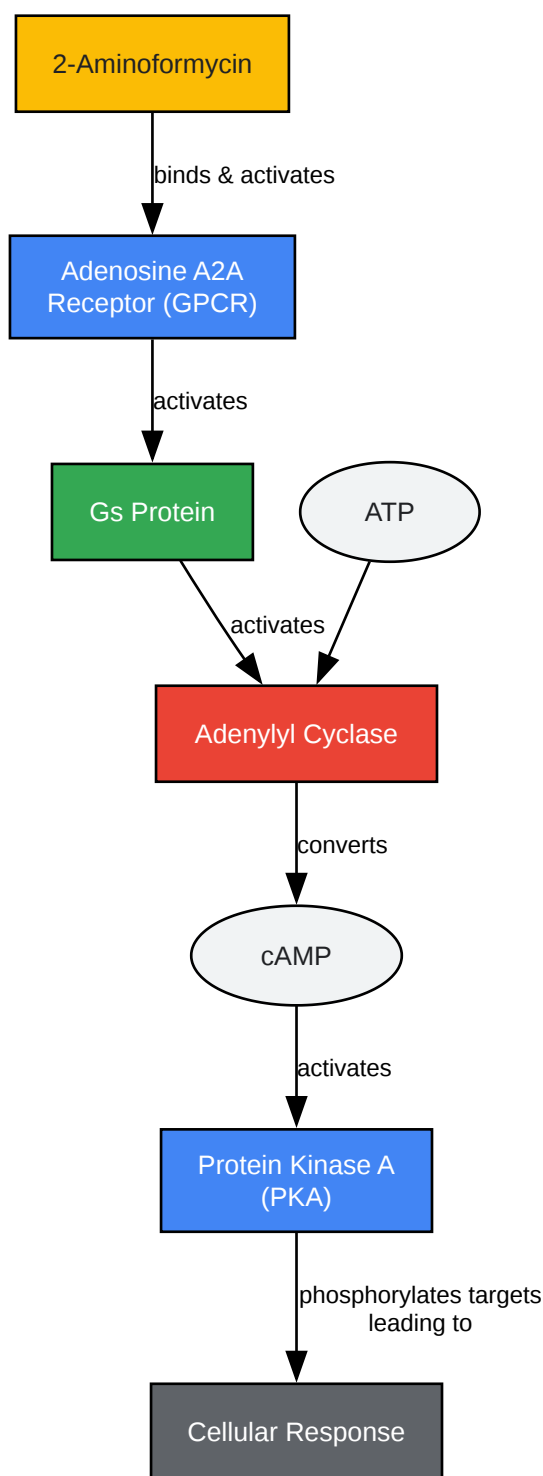 2-Aminoformycin
binds & activates
Adenosine A2A
Receptor (GPCR)
activates
Gs Protein
ATP
activates
Adenylyl Cyclase
converts
cAMP
activates
Protein Kinase A
(PKA)
phosphorylates targets
leading to
Cellular Response